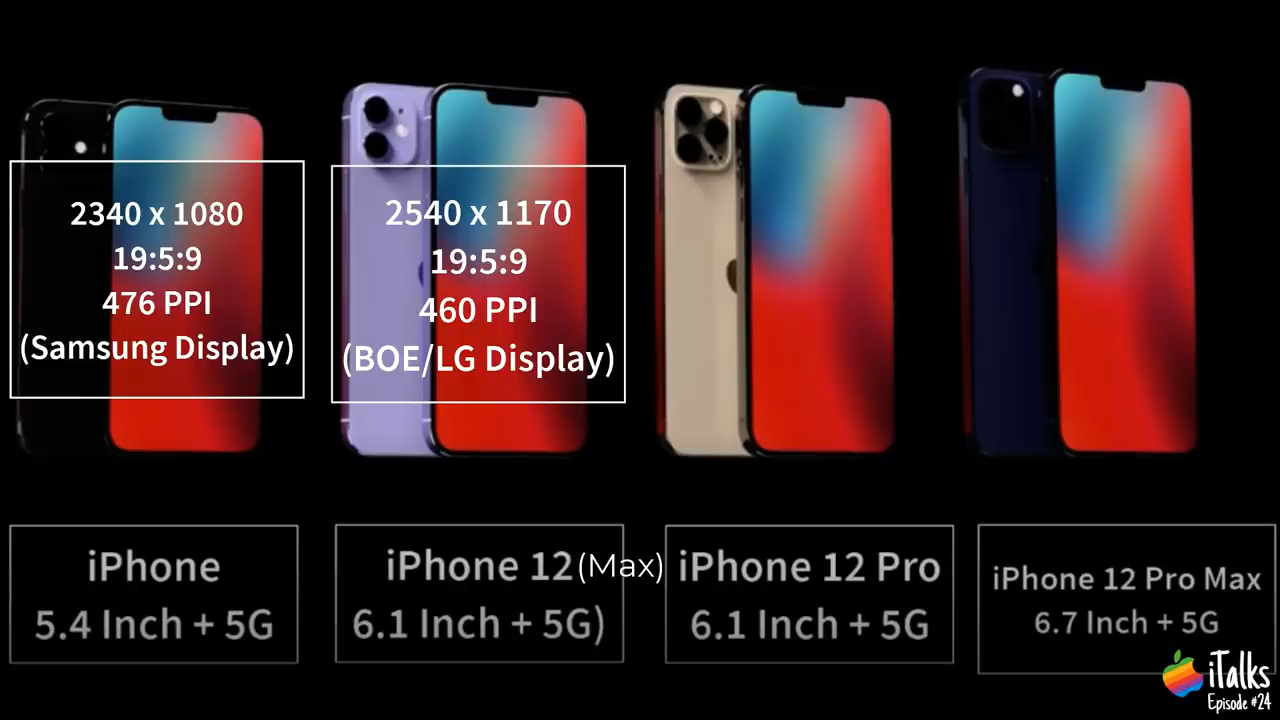 2340 x 1080
19:5:9
476 PPI
(Samsung Display)
2540 x 1170
19:5:9
460 PPI
(BOE/LG Display)
iPhone
5.4 Inch + 5G
iPhone 12(Max)
6.1 Inch + 5G)
iPhone 12 Pro
6.1 Inch + 5G
iPhone 12 Pro Max
6.7 Inch + 5G
iTalks
Episode #24